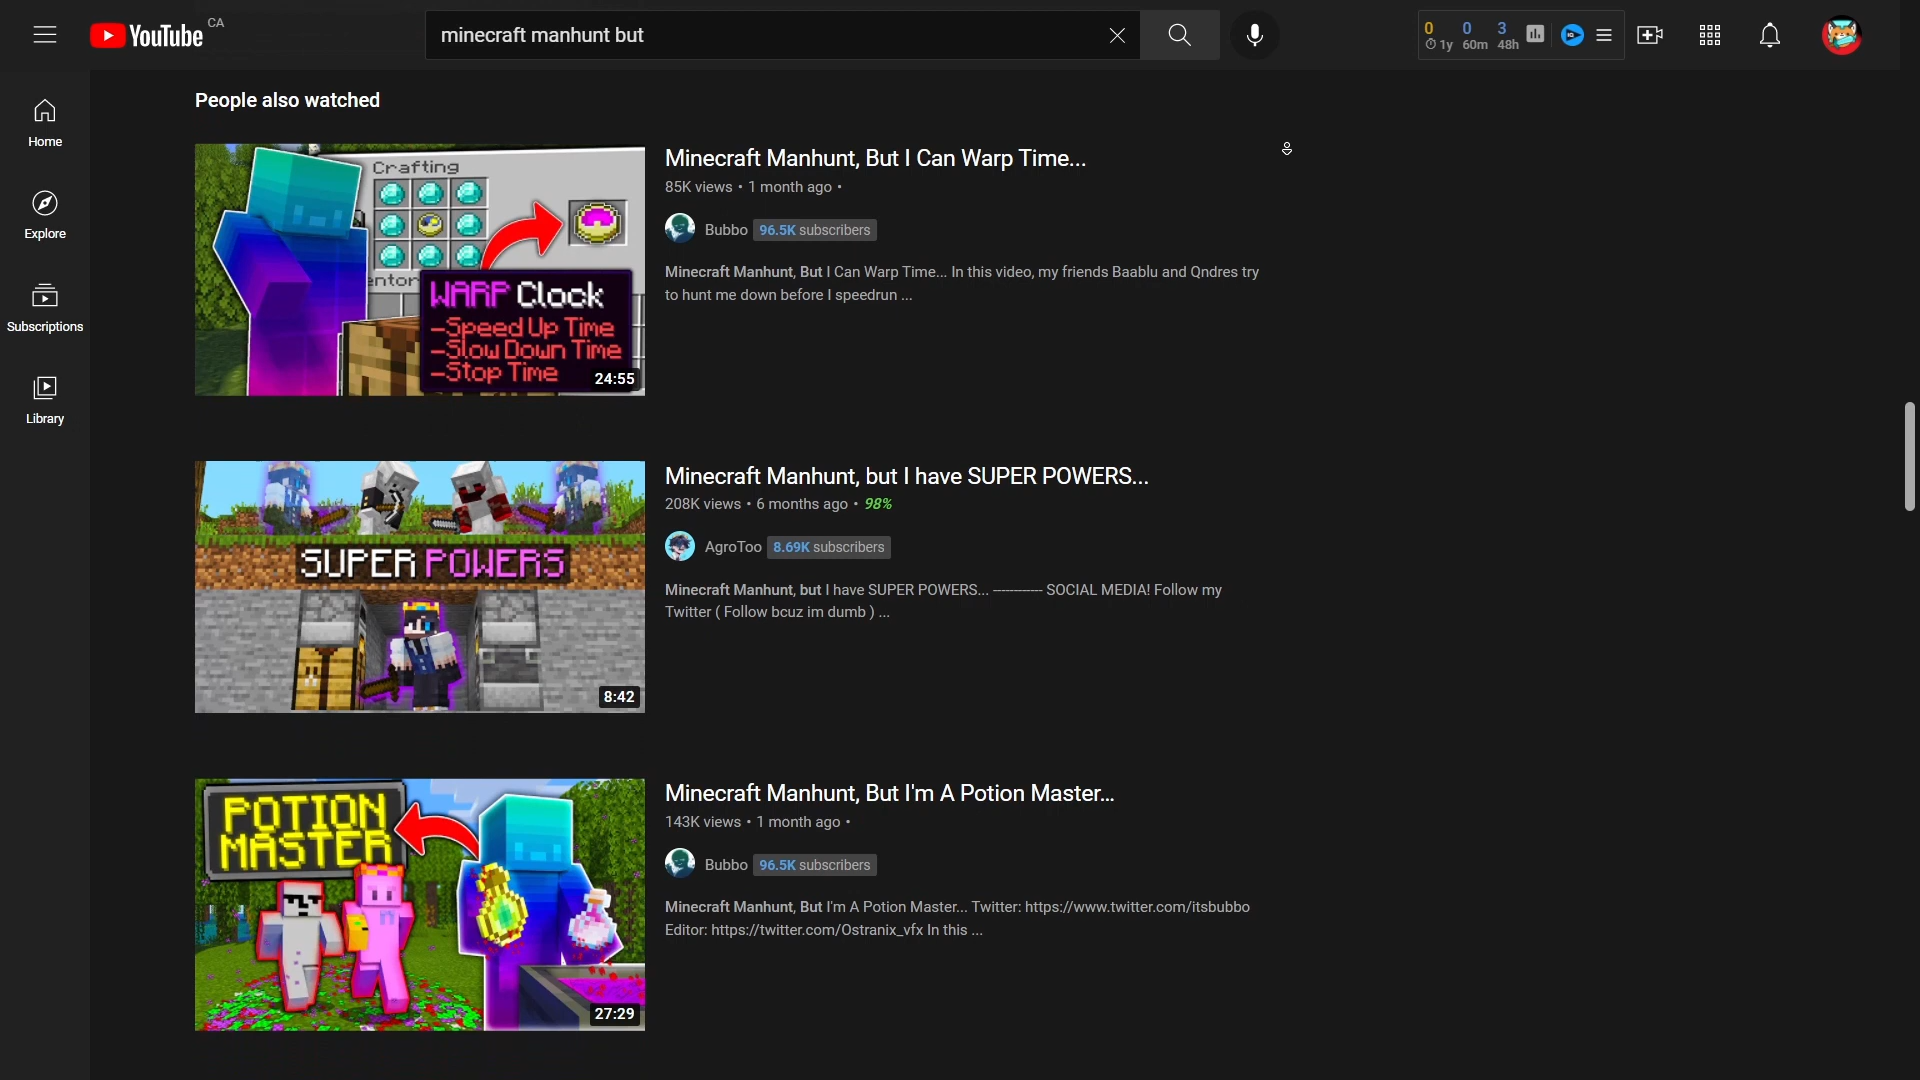 YouTube CA
minecraft manhunt but
0 0 3
1y 60m 48h
Home
Explore
Subscriptions
Library
People also watched
Crafting
WARP Clock
-Speed Up Time
-Slow Down Time
-Stop Time
24:55
Minecraft Manhunt, But I Can Warp Time...
85K views • 1 month ago •
Bubbo 96.5K subscribers
Minecraft Manhunt, But I Can Warp Time... In this video, my friends Baablu and Qndres try
to hunt me down before I speedrun ...
SUPER POWERS
8:42
Minecraft Manhunt, but I have SUPER POWERS...
208K views • 6 months ago • 98%
AgroToo 8.69K subscribers
Minecraft Manhunt, but I have SUPER POWERS... ----------- SOCIAL MEDIA! Follow my
Twitter ( Follow bcuz im dumb ) ...
POTION
MASTER
27:29
Minecraft Manhunt, But I'm A Potion Master...
143K views • 1 month ago •
Bubbo 96.5K subscribers
Minecraft Manhunt, But I'm A Potion Master... Twitter: https://www.twitter.com/itsbubbo
Editor: https://twitter.com/Ostranix_vfx In this ...